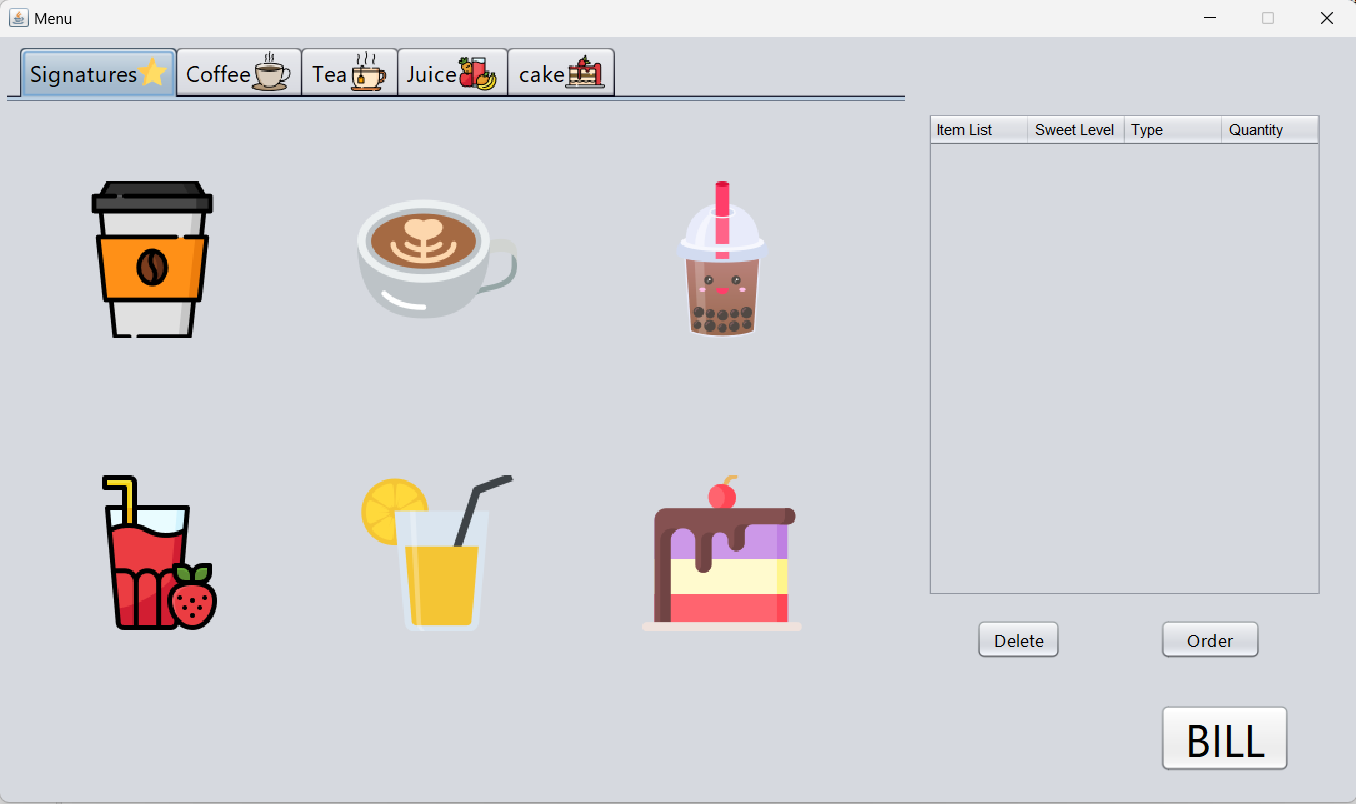 Menu
Signatures Coffee Tea Juice cake
Item List Sweet Level Type Quantity
Delete Order
BILL